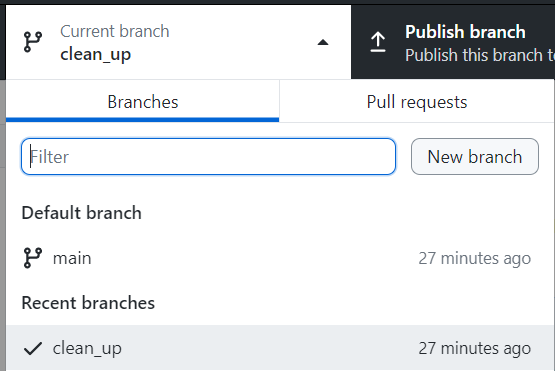 Current branch
clean_up
Publish branch
Publish this branch to
Branches
Pull requests
Filter
New branch
Default branch
main
27 minutes ago
Recent branches
clean_up
27 minutes ago